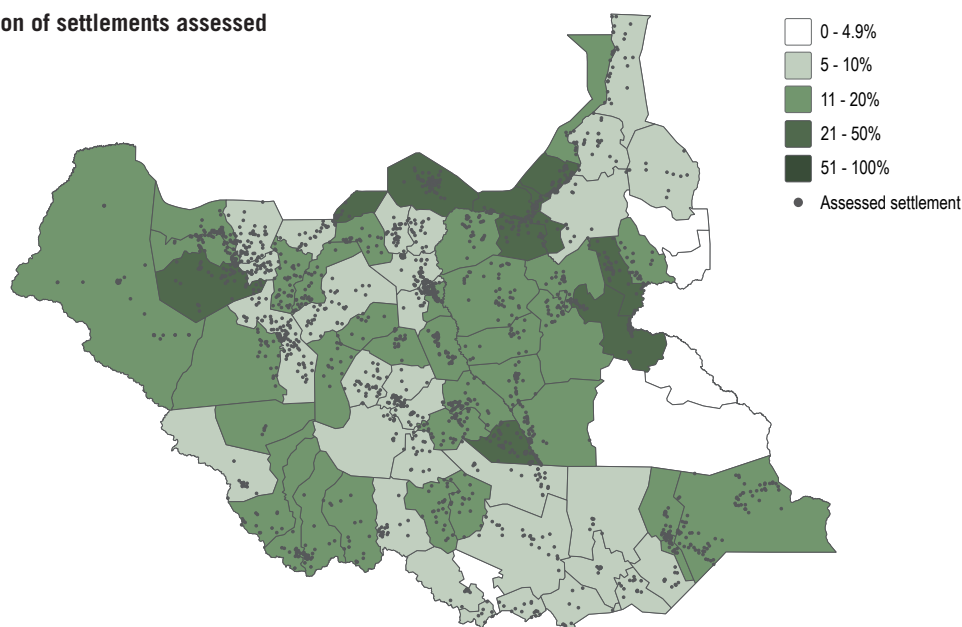 on of settlements assessed
0 - 4.9%
5 - 10%
11 - 20%
21 - 50%
51 - 100%
Assessed settlement